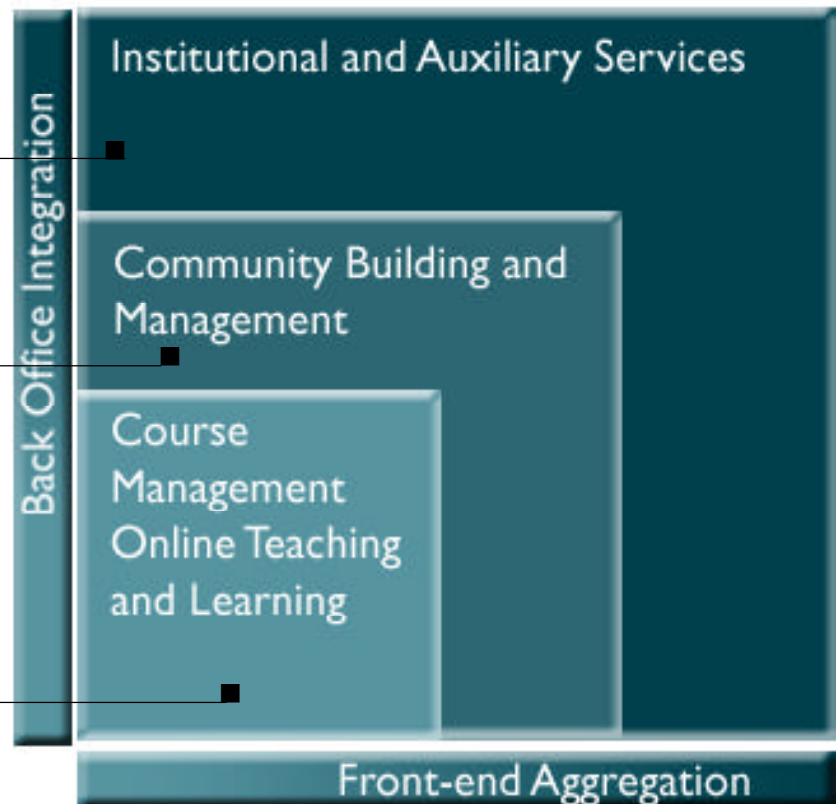 Institutional and Auxiliary Services
Back Office Integration
Community Building and
Management
Course
Management
Online Teaching
and Learning
Front-end Aggregation